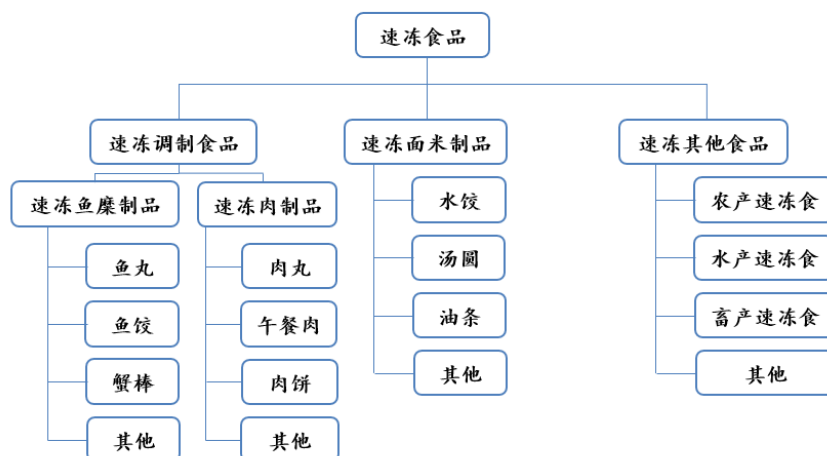 速冻食品
速冻调制食品
速冻面米制品
速冻其他食品
速冻鱼糜制品
速冻肉制品
鱼丸
鱼饺
蟹棒
其他
肉丸
午餐肉
肉饼
其他
水饺
汤圆
油条
其他
农产速冻食
水产速冻食
畜产速冻食
其他